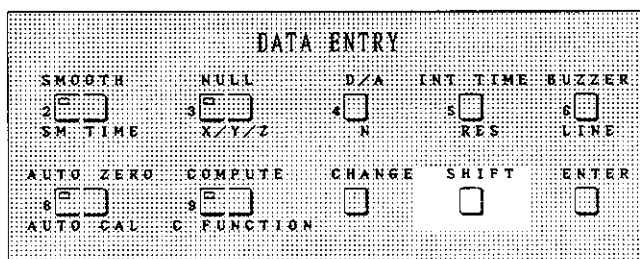 DATA ENTRY
SMOOTH NULL D/A INT TIME BUZZER
2 3 4 5 6
SM TIME X/Y/Z N RES LINE
AUTO ZERO COMPUTE CHANGE SHIFT ENTER
8 9
AUTO CAL C FUNCTION